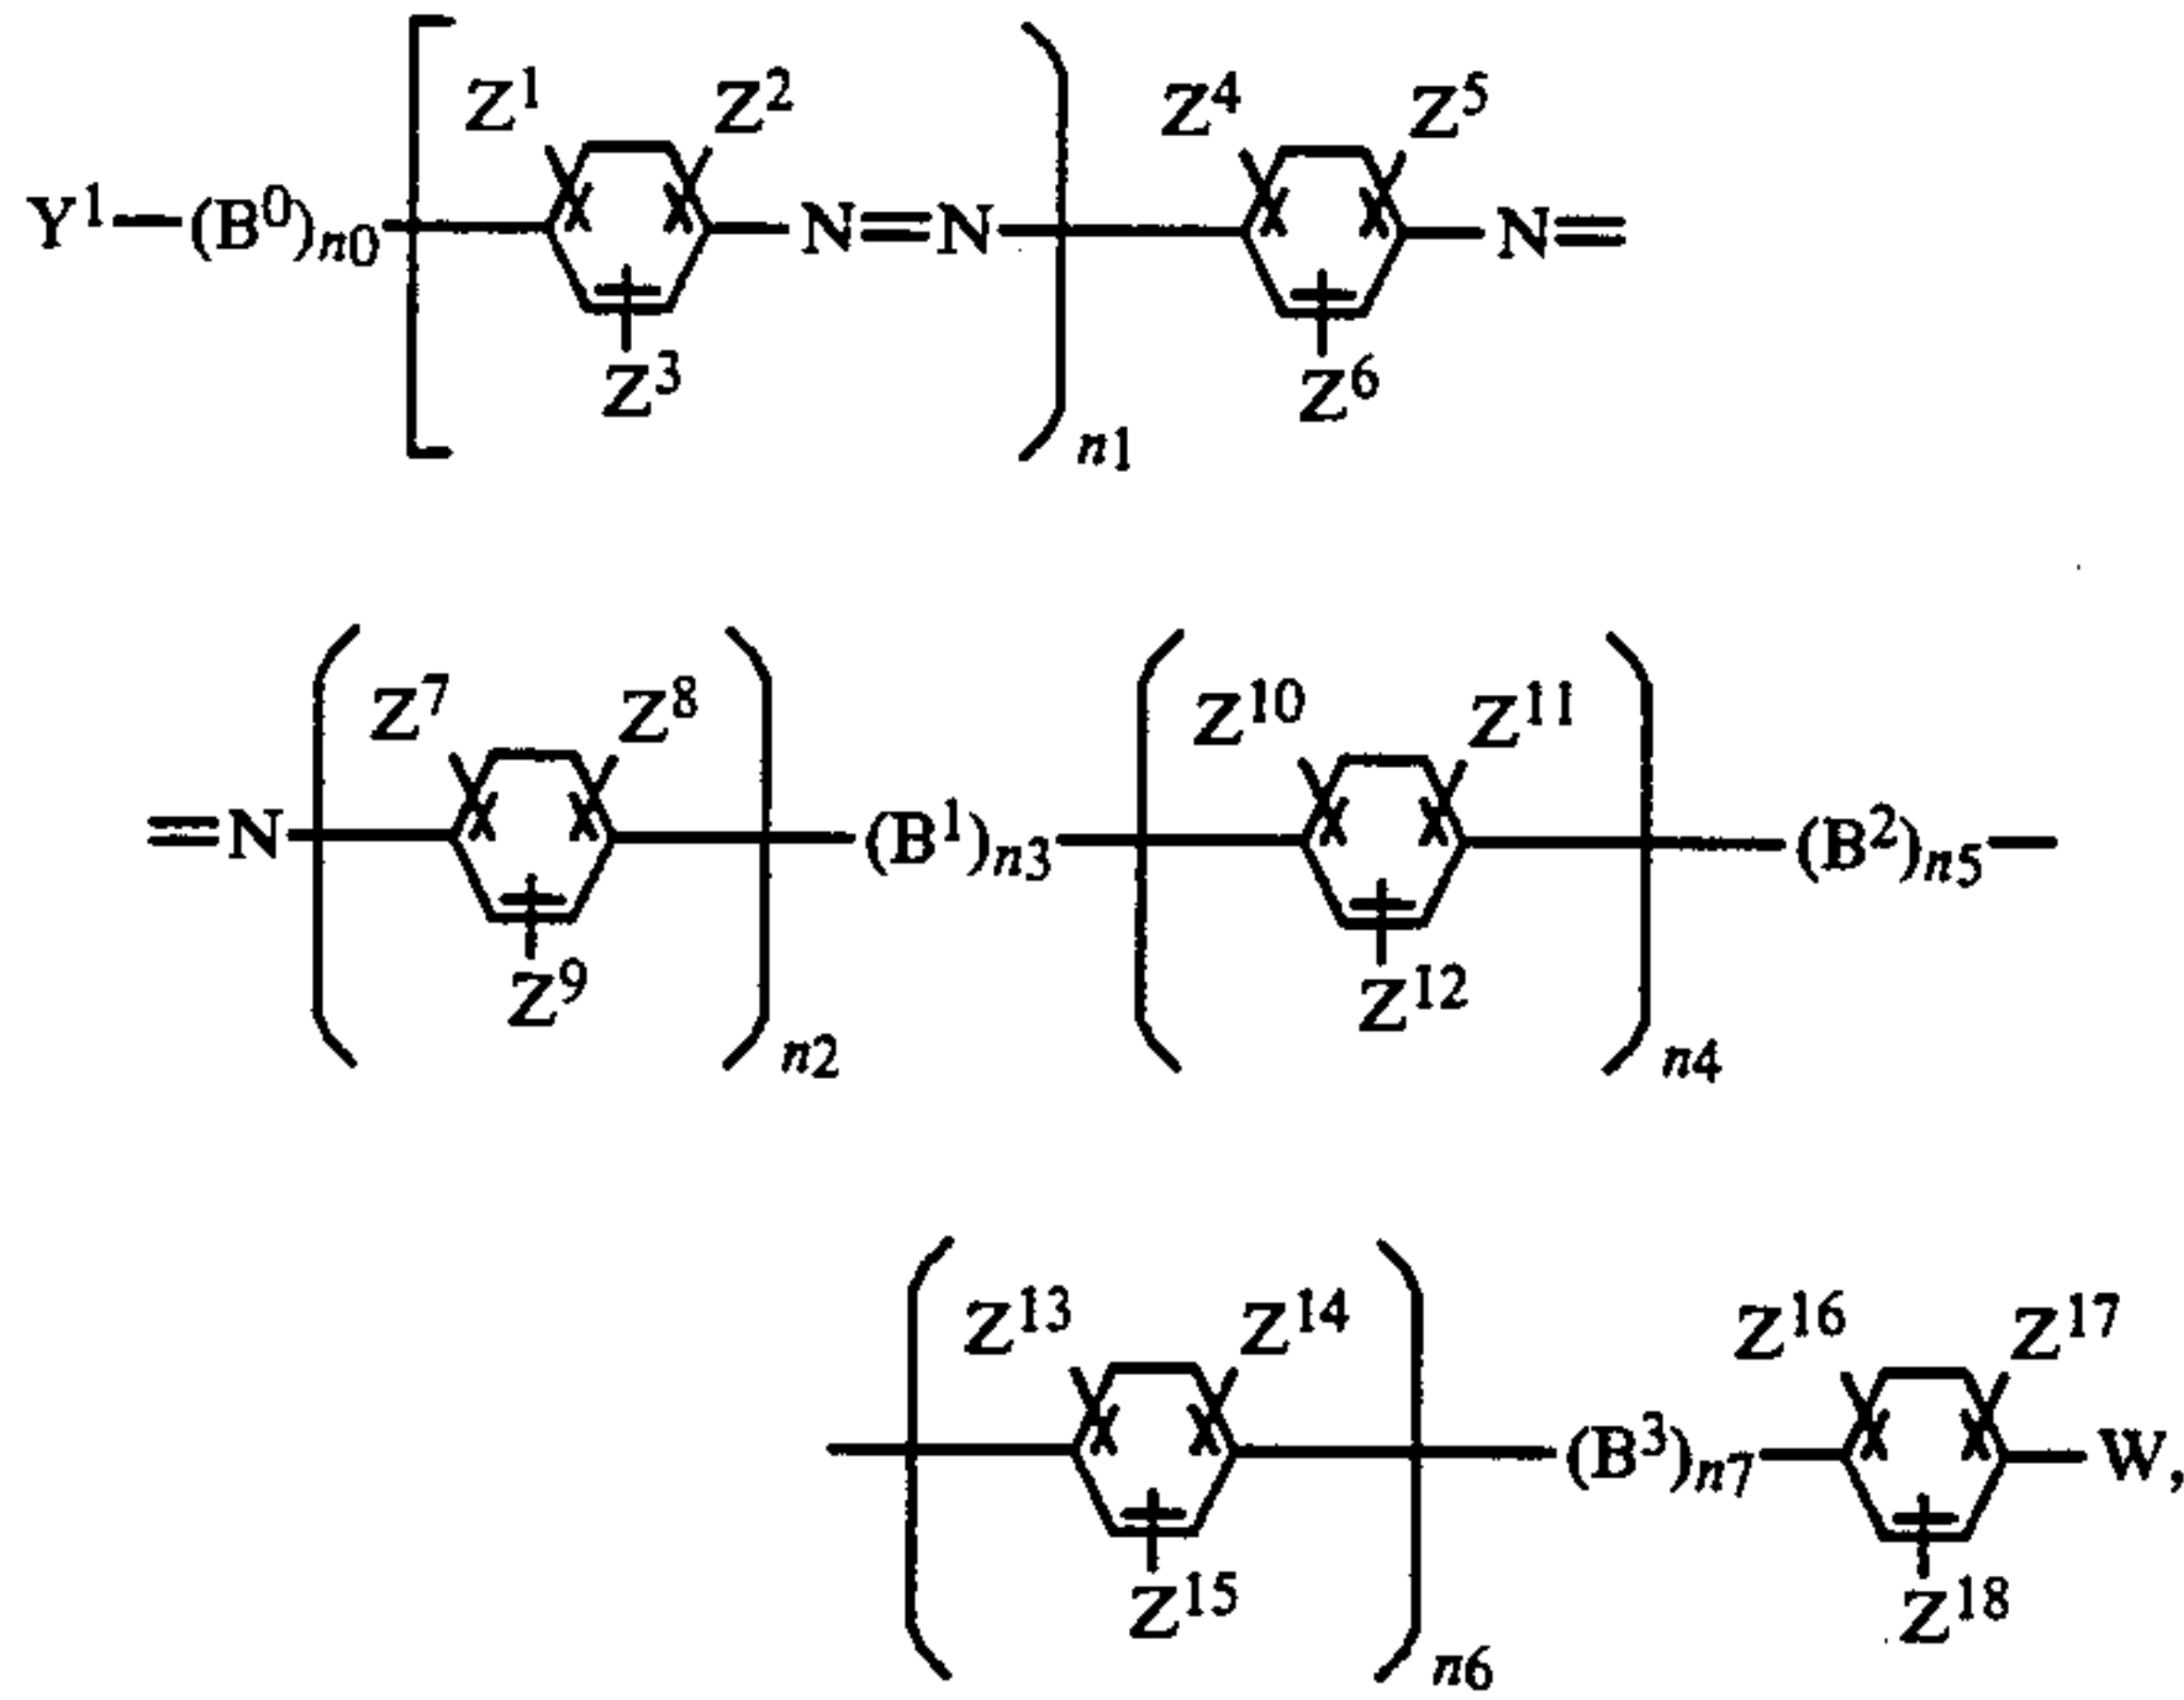 Z1 Z2 Z4 Z5
Y1—(B0)n0 N=N N=
Z3 Z6
n1
Z7 Z8 Z10 Z11
=N (B1)n3 (B2)n5—
Z9 Z12
n2 n4
Z13 Z14 Z16 Z17
(B3)n7 W,
Z15 Z18
n6